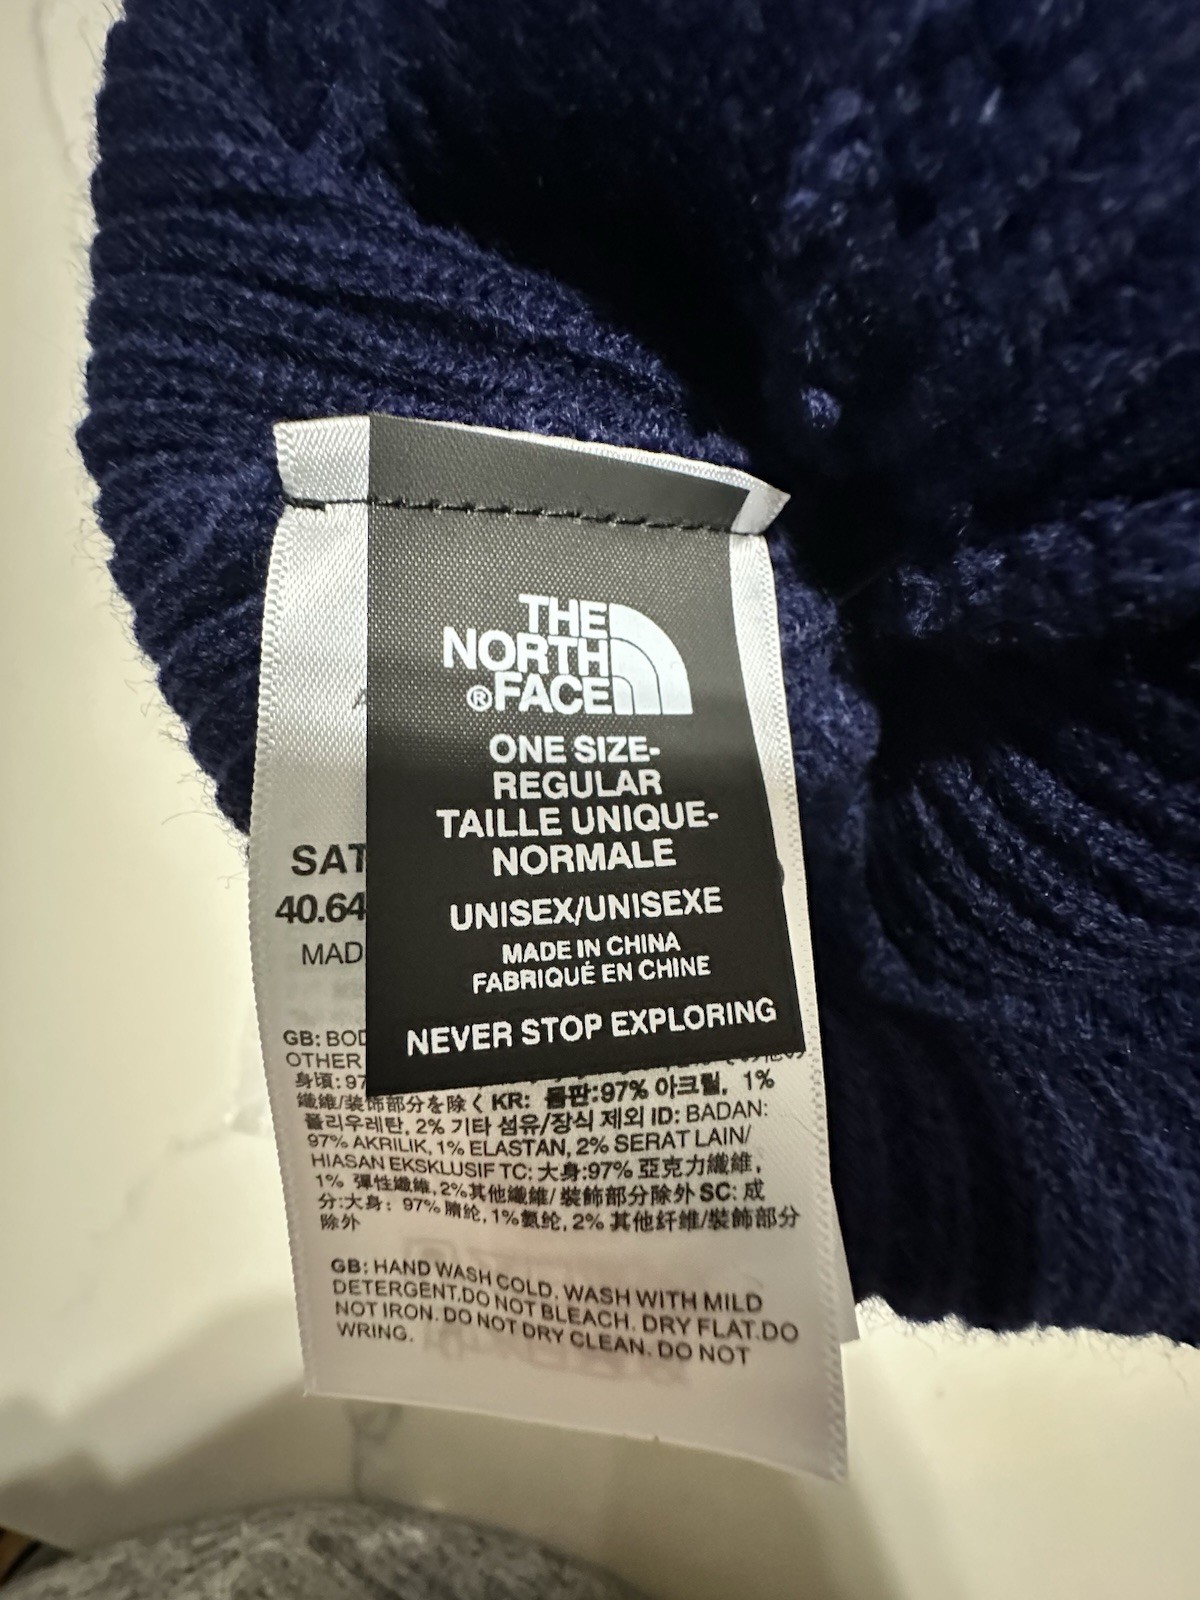 THE
NORTH
®FACE
ONE SIZE-
REGULAR
TAILLE UNIQUE-
NORMALE
UNISEX/UNISEXE
MADE IN CHINA
FABRIQUÉ EN CHINE
NEVER STOP EXPLORING
SAT
40.64
MAD
GB: BOD
OTHER
身頃: 97
繊維/装飾部分を除く KR: 몸판:97% 아크릴, 1%
폴리우레탄, 2% 기타 섬유/장식 제외 ID: BADAN:
97% AKRILIK, 1% ELASTAN, 2% SERAT LAIN/
HIASAN EKSKLUSIF TC: 大身:97% 亞克力纖維,
1% 彈性纖維,2%其他纖維/ 裝飾部分除外 SC: 成
分:大身: 97% 腈纶, 1%氨纶, 2% 其他纤维/裝飾部分
除外
GB: HAND WASH COLD. WASH WITH MILD
DETERGENT.DO NOT BLEACH. DRY FLAT.DO
NOT IRON. DO NOT DRY CLEAN. DO NOT
WRING.